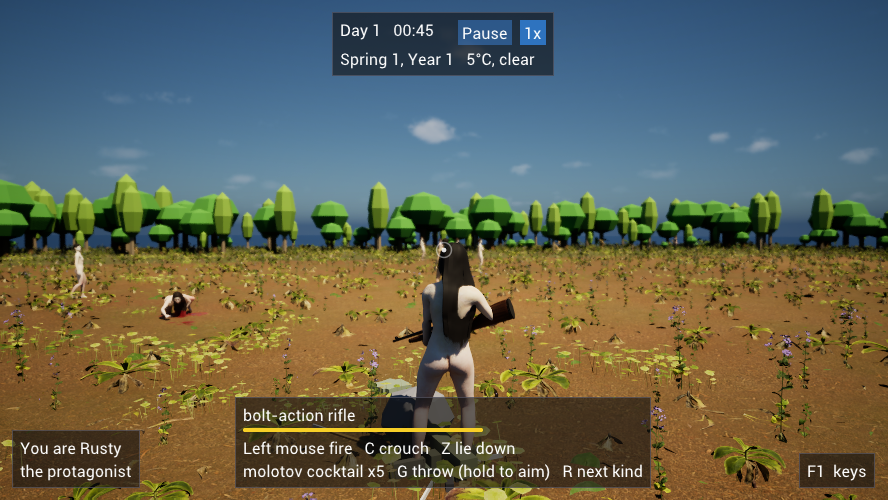 Day 1 00:45 Pause 1x
Spring 1, Year 1 5°C, clear
bolt-action rifle
Left mouse fire C crouch Z lie down
molotov cocktail x5 G throw (hold to aim) R next kind
You are Rusty
the protagonist
F1 keys